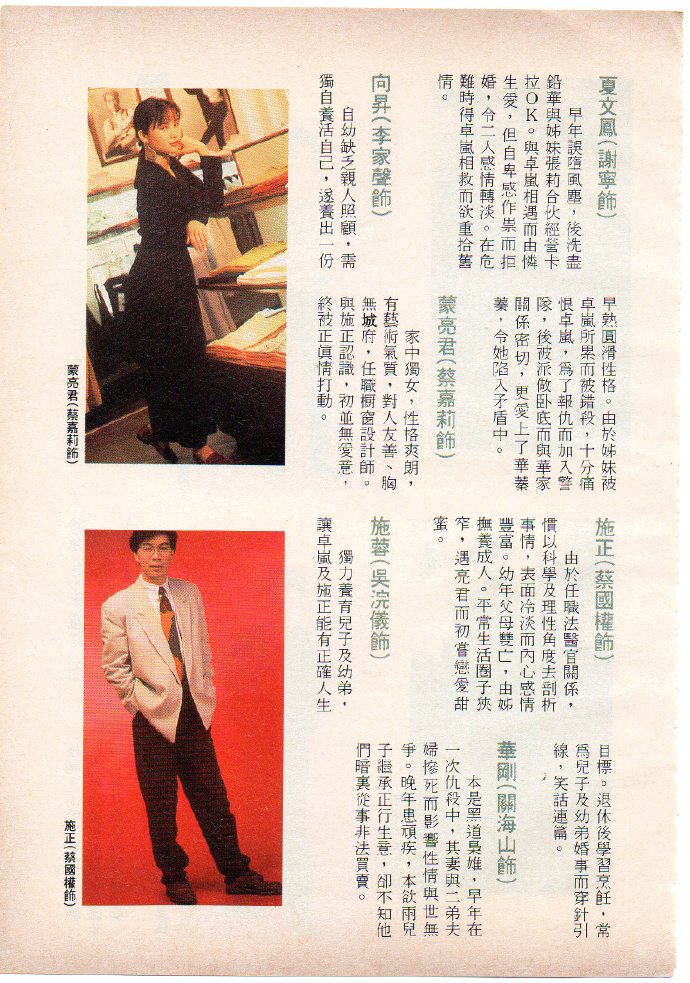 夏文鳳(謝寧飾)
早年誤墮風塵，後洗盡
鉛華與姊妹張莉合伙經營卡
拉OK。與卓嵐相遇而由憐
生愛，但自卑感作祟而拒
婚，令二人感情轉淡。在危
難時得卓嵐相救而欲重拾舊
情。
向昇(李家聲飾)
自幼缺乏親人照顧，需
獨自養活自己，遂養出一份
早熟圓滑性格。由於姊妹被
卓嵐所累而被錯殺，十分痛
恨卓嵐，爲了報仇而加入警
隊，後被派做卧底而與華家
關係密切，更愛上了華蓁
蓁，令她陷入矛盾中。
蒙亮君(蔡嘉莉飾)
家中獨女，性格爽朗，
有藝術氣質，對人友善、胸
無城府，任職櫥窗設計師。
與施正認識，初並無愛意，
終被正眞情打動。
施正(蔡國權飾)
由於任職法醫官關係，
慣以科學及理性角度去剖析
事情，表面冷淡而內心感情
豐富。幼年父母雙亡，由姊
撫養成人。平常生活圈子狹
窄，遇亮君而初嘗戀愛甜
蜜。
施蓉(吳浣儀飾)
獨力養育兒子及幼弟，
讓卓嵐及施正能有正確人生
目標。退休後學習烹飪，常
爲兒子及幼弟婚事而穿針引
線，笑話連篇。
華剛(關海山飾)
本是黑道梟雄，早年在
一次仇殺中，其妻與二弟夫
婦慘死而影響性情與世無
爭。晚年患頑疾，本欲兩兒
子繼承正行生意，卻不知他
們暗裏從事非法買賣。
蒙亮君(蔡嘉莉飾)
施正(蔡國權飾)